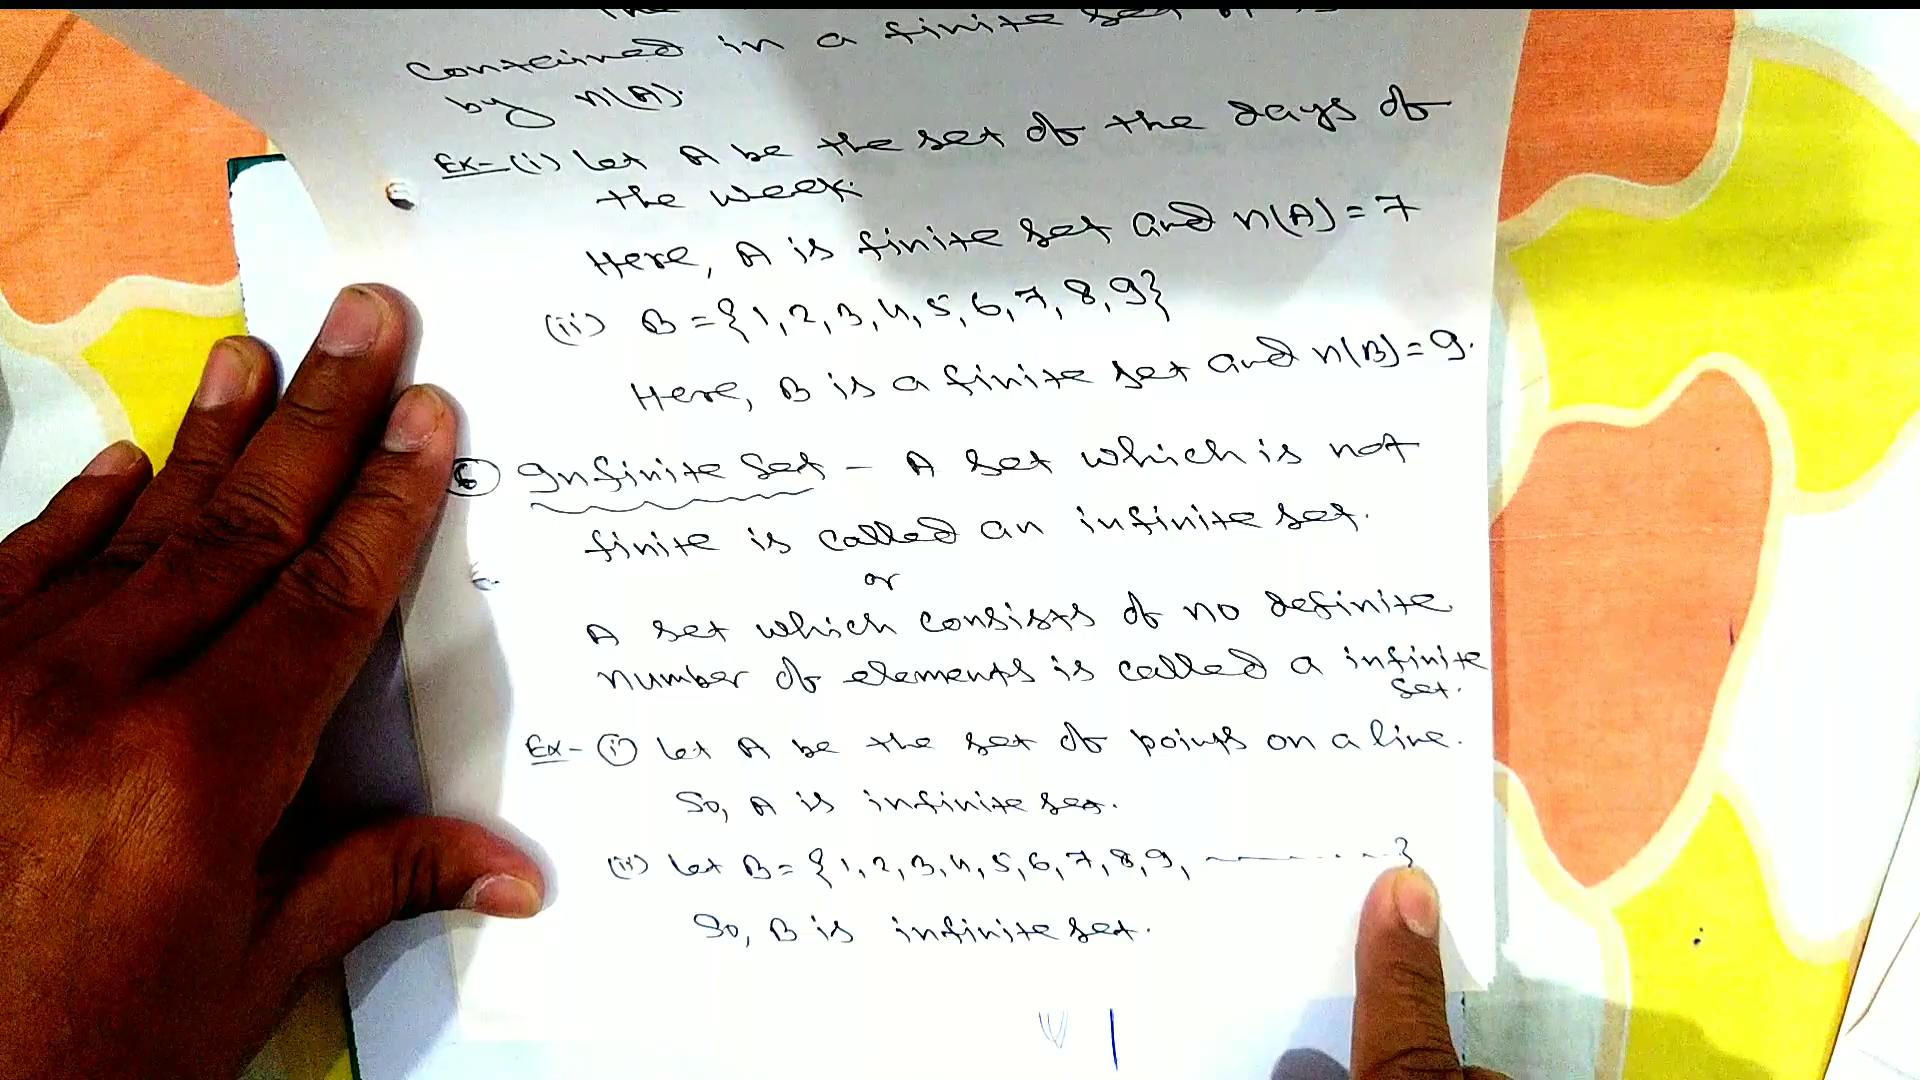 contained in a finite set
by n(A).
Ex-(i) Let A be the set of the days of
the week.
Here, A is finite set and n(A) = 7
(ii) B = {1, 2, 3, 4, 5, 6, 7, 8, 9}
Here, B is a finite set and n(B) = 9.
6 Infinite Set - A set which is not
finite is called an infinite set.
or
A set which consists of no definite
number of elements is called a infinite
set.
Ex- (i) Let A be the set of points on a line.
So, A is infinite set.
(ii) Let B = {1, 2, 3, 4, 5, 6, 7, 8, 9, ------...-}
So, B is infinite set.